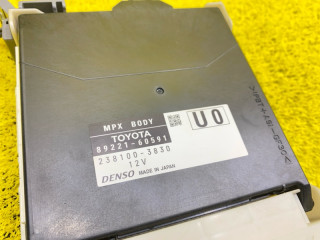 MPX BODY
TOYOTA
89221-60591
238100-3830
12V
DENSO MADE IN JAPAN
U0